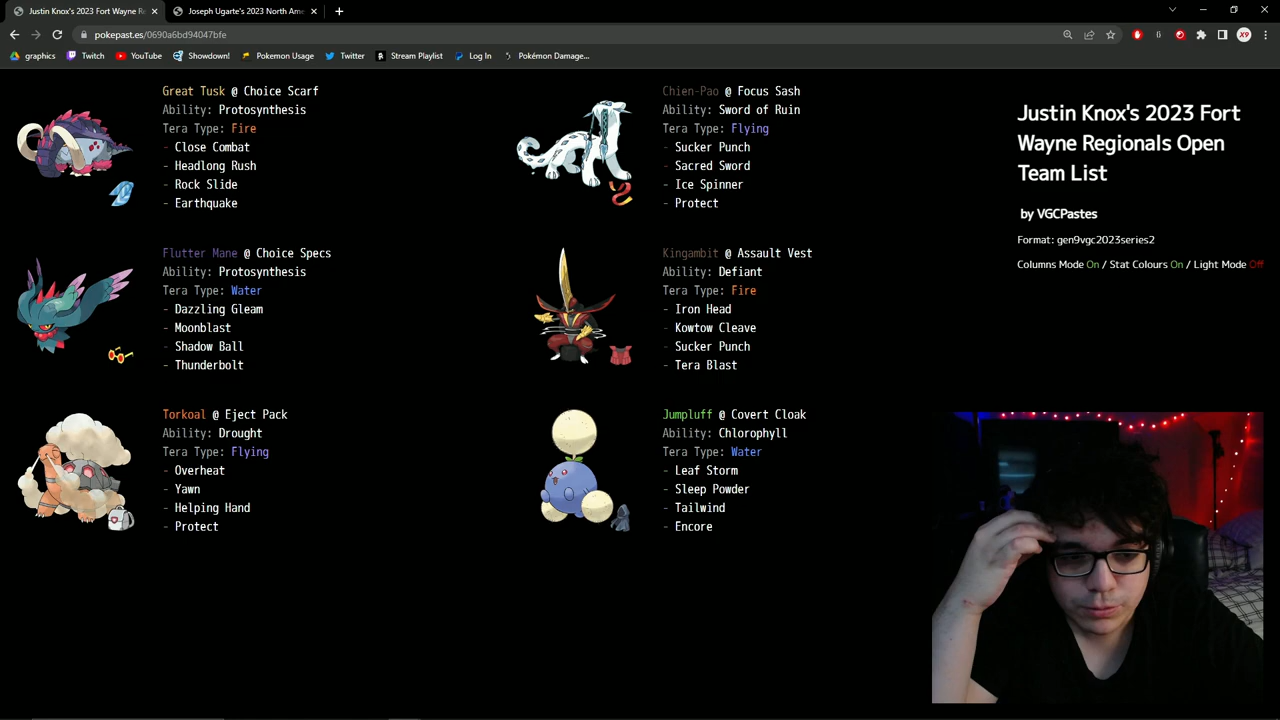 Justin Knox's 2023 Fort Wayne Re
Joseph Ugarte's 2023 North Ame
pokepast.es/0690a6bd94047bfe
graphics
Twitch
YouTube
Showdown!
Pokemon Usage
Twitter
Stream Playlist
Log In
Pokémon Damage...
Great Tusk @ Choice Scarf
Ability: Protosynthesis
Tera Type: Fire
- Close Combat
- Headlong Rush
- Rock Slide
- Earthquake
Chien-Pao @ Focus Sash
Ability: Sword of Ruin
Tera Type: Flying
- Sucker Punch
- Sacred Sword
- Ice Spinner
- Protect
Flutter Mane @ Choice Specs
Ability: Protosynthesis
Tera Type: Water
- Dazzling Gleam
- Moonblast
- Shadow Ball
- Thunderbolt
Kingambit @ Assault Vest
Ability: Defiant
Tera Type: Fire
- Iron Head
- Kowtow Cleave
- Sucker Punch
- Tera Blast
Torkoal @ Eject Pack
Ability: Drought
Tera Type: Flying
- Overheat
- Yawn
- Helping Hand
- Protect
Jumpluff @ Covert Cloak
Ability: Chlorophyll
Tera Type: Water
- Leaf Storm
- Sleep Powder
- Tailwind
- Encore
Justin Knox's 2023 Fort
Wayne Regionals Open
Team List
by VGCPastes
Format: gen9vgc2023series2
Columns Mode On / Stat Colours On / Light Mode Off